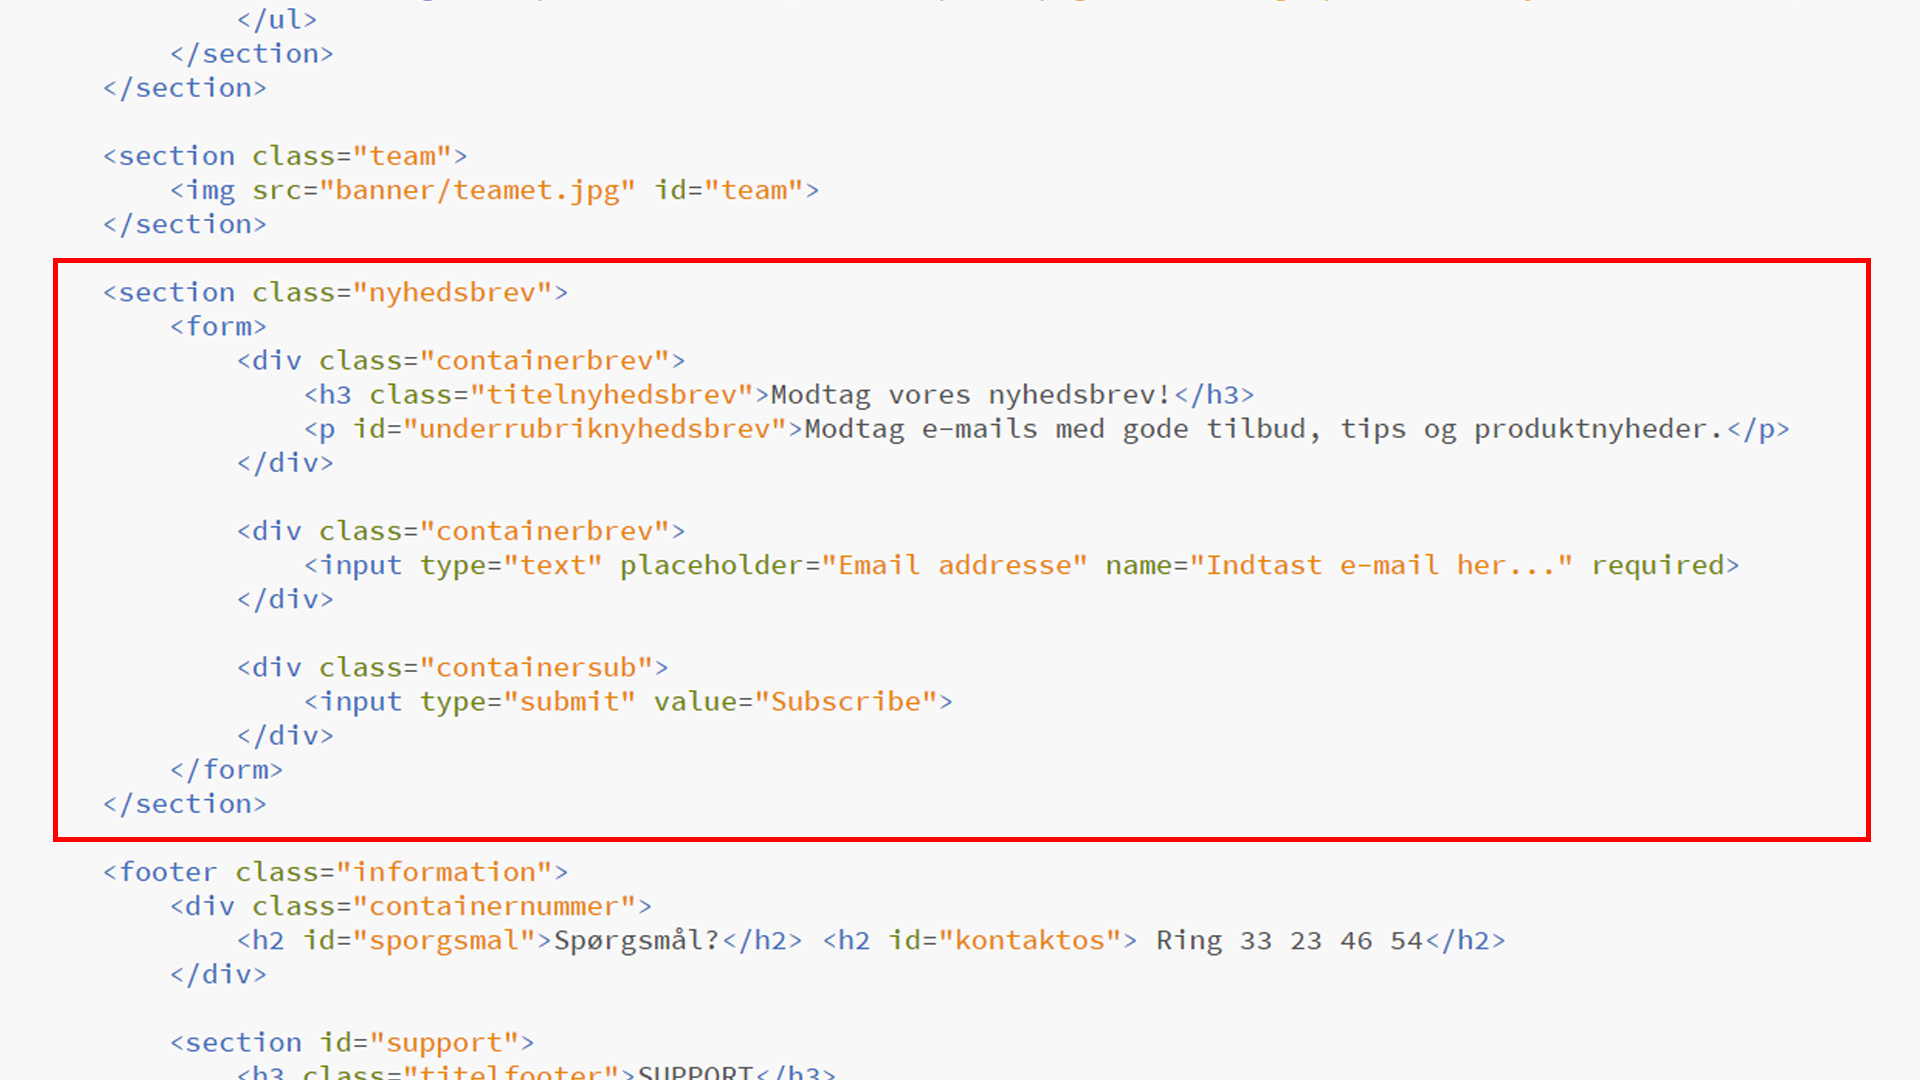 </ul>
</section>
</section>
<section class="team">
<img src="banner/teamet.jpg" id="team">
</section>
<section class="nyhedsbrev">
<form>
<div class="containerbrev">
<h3 class="titelnyhedsbrev">Modtag vores nyhedsbrev!</h3>
<p id="underrubriknyhedsbrev">Modtag e-mails med gode tilbud, tips og produktnyheder.</p>
</div>
<div class="containerbrev">
<input type="text" placeholder="Email addresse" name="Indtast e-mail her..." required>
</div>
<div class="containersub">
<input type="submit" value="Subscribe">
</div>
</form>
</section>
<footer class="information">
<div class="containernummer">
<h2 id="sporgsmal">Spørgsmål?</h2> <h2 id="kontaktos"> Ring 33 23 46 54</h2>
</div>
<section id="support">
<h3 class="titelfooter">SUPPORT</h3>